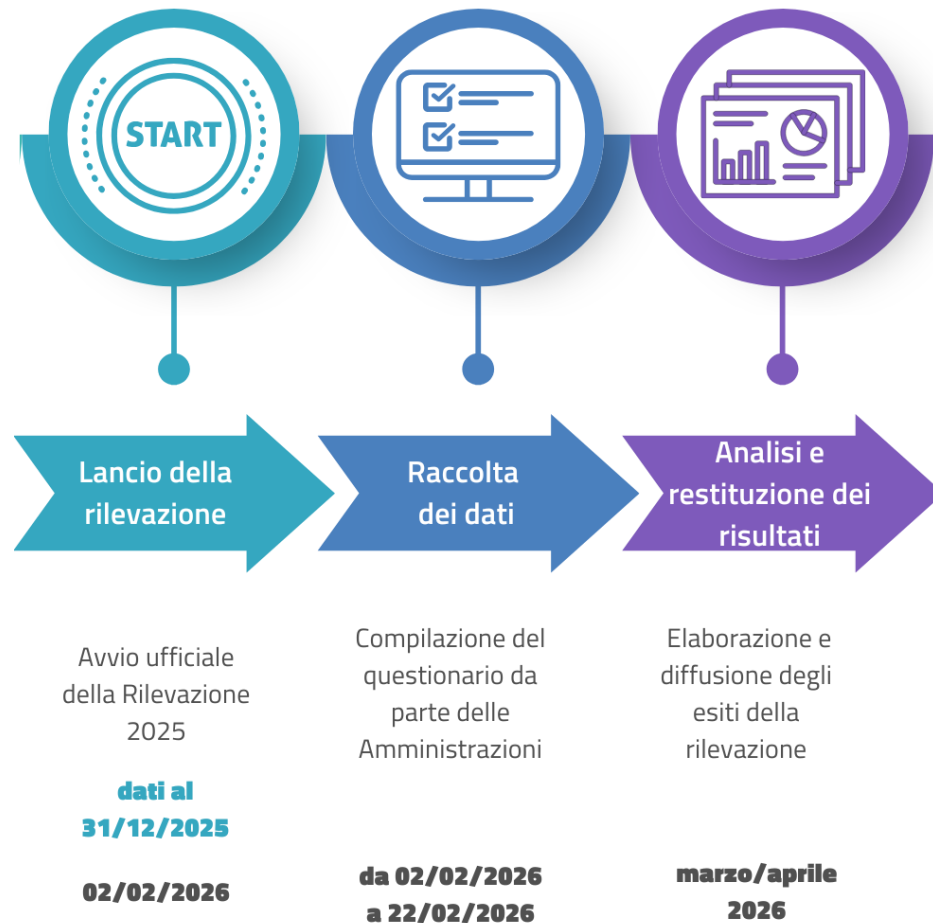 START
Lancio della
rilevazione
Raccolta
dei dati
Analisi e
restituzione dei
risultati
Avvio ufficiale
della Rilevazione
2025
dati al
31/12/2025
02/02/2026
Compilazione del
questionario da
parte delle
Amministrazioni
da 02/02/2026
a 22/02/2026
Elaborazione e
diffusione degli
esiti della
rilevazione
marzo/aprile
2026